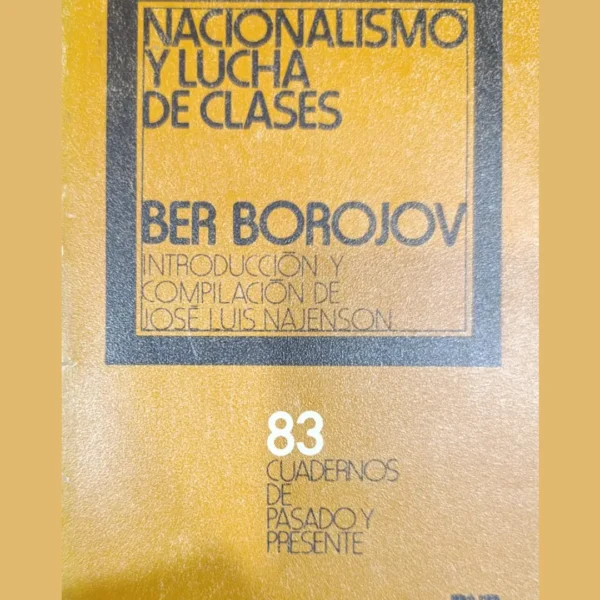 NACIONALISMO
Y LUCHA
DE CLASES
BER BOROJOV
INTRODUCCIÓN Y
COMPILACIÓN DE
JOSÉ LUIS NAJENSON
83
CUADERNOS
DE
PASADO Y
PRESENTE